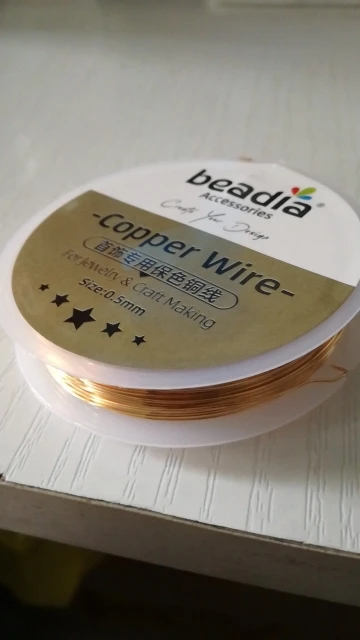 beadia®
Accessories
Crafts Your Design
-Copper Wire-
首饰专用保色铜线
For Jewelry & Craft Making
Size:0.5mm